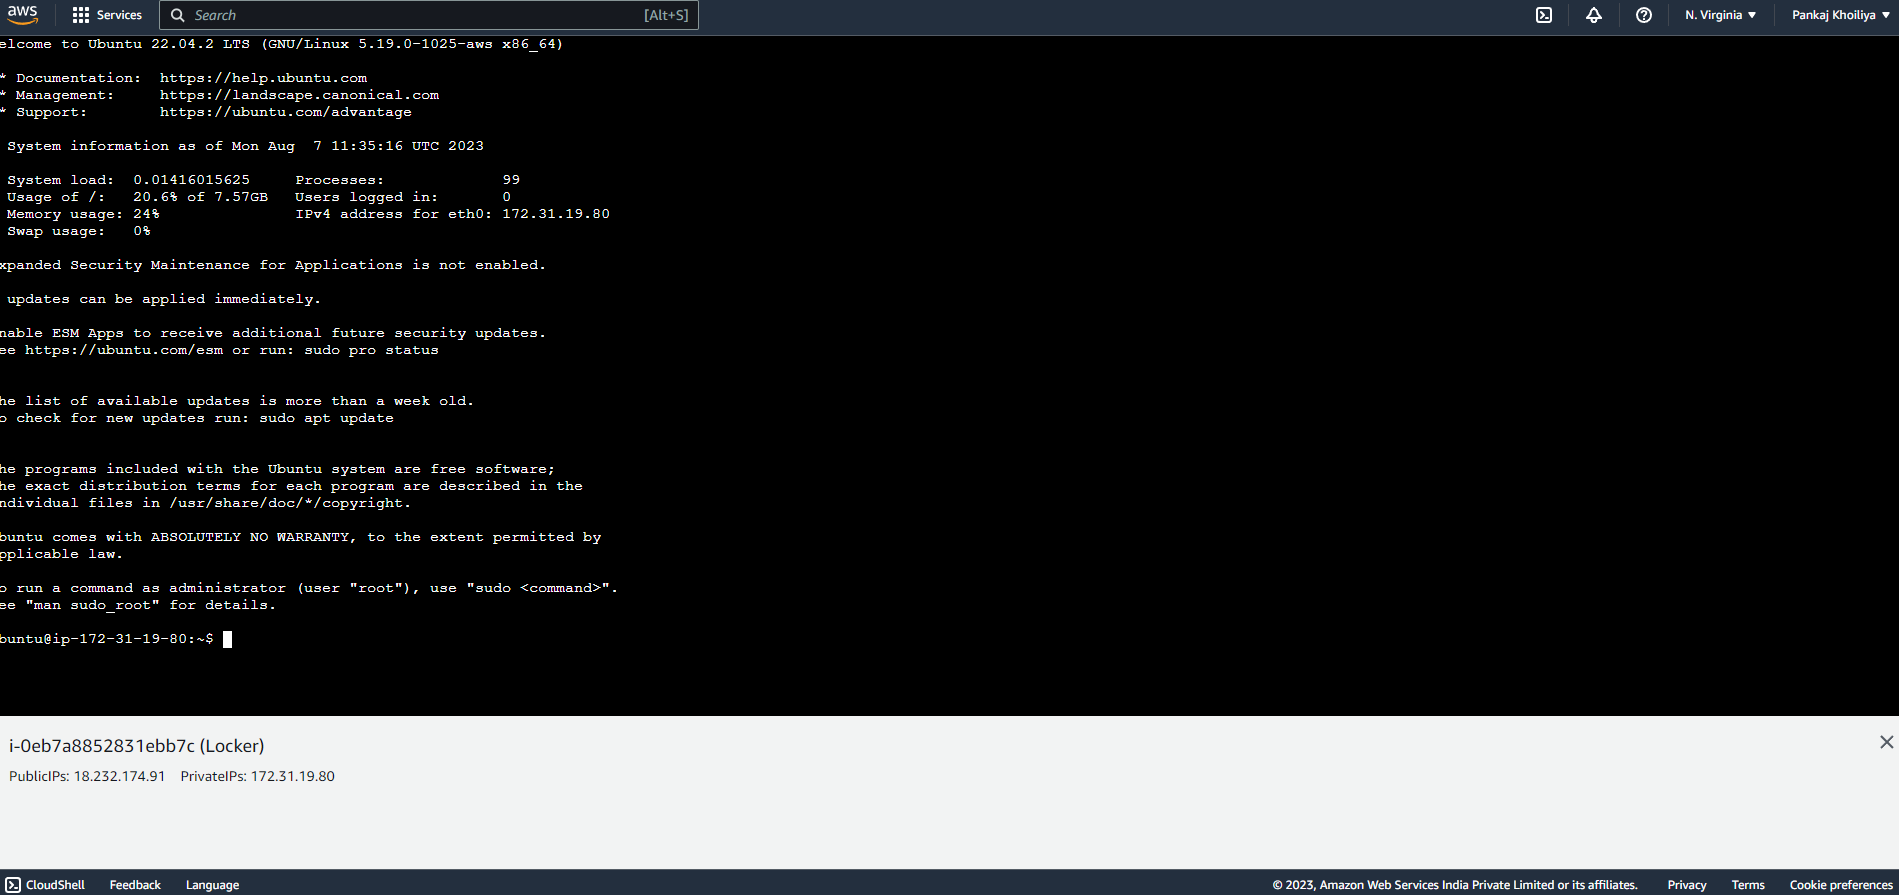 aws Services Search [Alt+S] N. Virginia Pankaj Khoiliya
elcome to Ubuntu 22.04.2 LTS (GNU/Linux 5.19.0-1025-aws x86_64)
* Documentation: https://help.ubuntu.com
* Management: https://landscape.canonical.com
* Support: https://ubuntu.com/advantage
System information as of Mon Aug 7 11:35:16 UTC 2023
System load: 0.01416015625 Processes: 99
Usage of /: 20.6% of 7.57GB Users logged in: 0
Memory usage: 24% IPv4 address for eth0: 172.31.19.80
Swap usage: 0%
xpanded Security Maintenance for Applications is not enabled.
updates can be applied immediately.
nable ESM Apps to receive additional future security updates.
ee https://ubuntu.com/esm or run: sudo pro status
he list of available updates is more than a week old.
o check for new updates run: sudo apt update
he programs included with the Ubuntu system are free software;
he exact distribution terms for each program are described in the
ndividual files in /usr/share/doc/*/copyright.
buntu comes with ABSOLUTELY NO WARRANTY, to the extent permitted by
pplicable law.
o run a command as administrator (user "root"), use "sudo <command>".
ee "man sudo_root" for details.
buntu@ip-172-31-19-80:~$
i-0eb7a8852831ebb7c (Locker)
PublicIPs: 18.232.174.91 PrivateIPs: 172.31.19.80
CloudShell Feedback Language © 2023, Amazon Web Services India Private Limited or its affiliates. Privacy Terms Cookie preferences